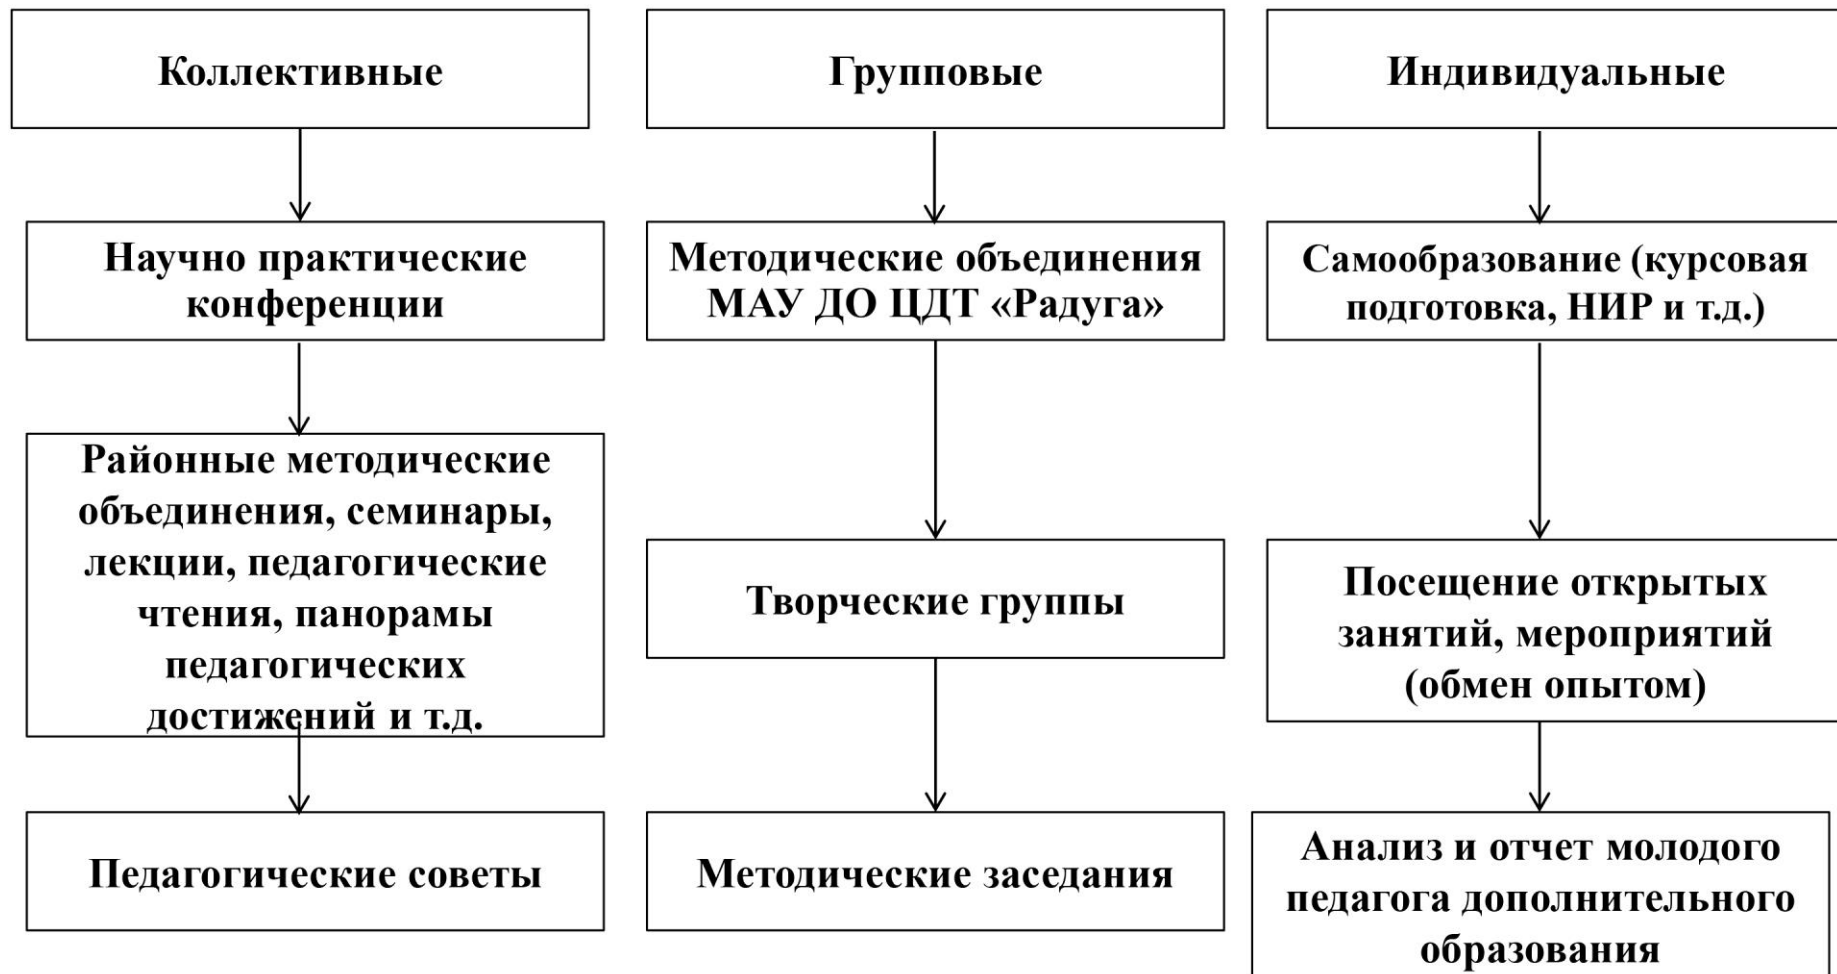 Коллективные
Групповые
Индивидуальные
Научно практические
конференции
Методические объединения
МАУ ДО ЦДТ «Радуга»
Самообразование (курсовая
подготовка, НИР и т.д.)
Районные методические
объединения, семинары,
лекции, педагогические
чтения, панорамы
педагогических
достижений и т.д.
Творческие группы
Посещение открытых
занятий, мероприятий
(обмен опытом)
Педагогические советы
Методические заседания
Анализ и отчет молодого
педагога дополнительного
образования